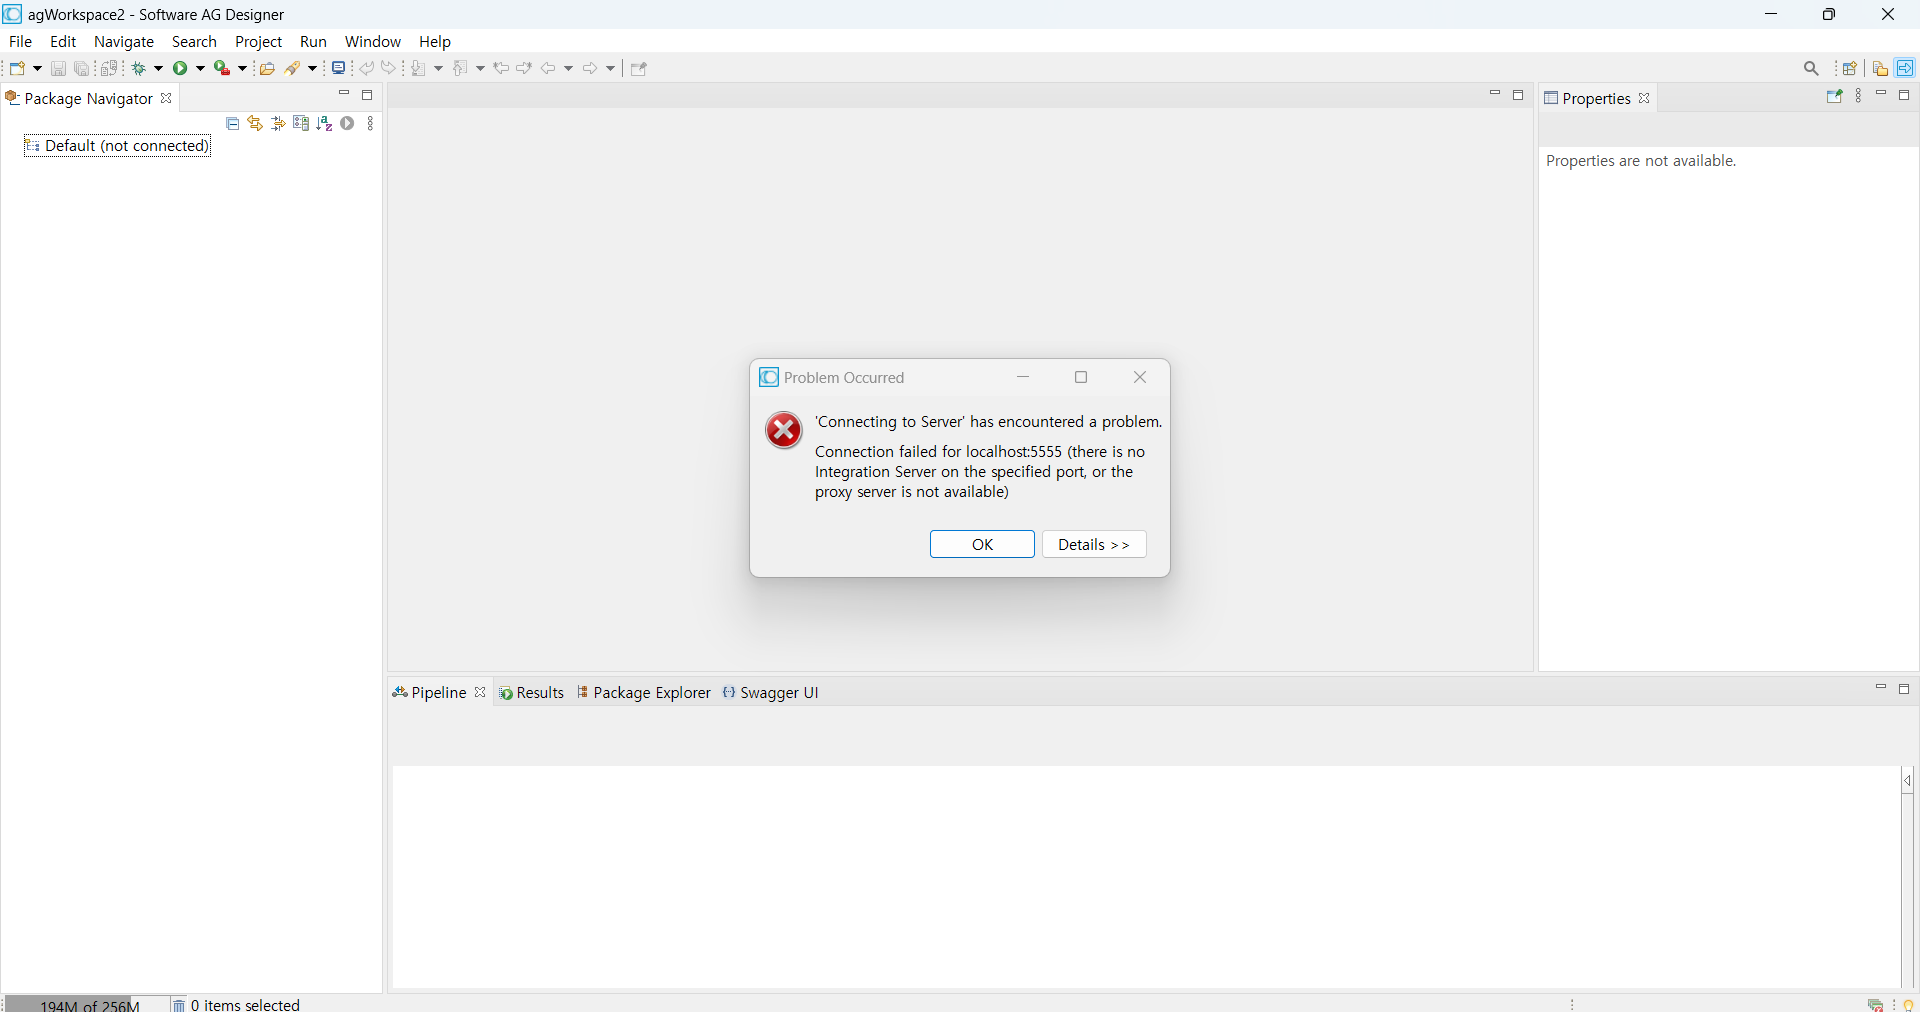 agWorkspace2 - Software AG Designer
File Edit Navigate Search Project Run Window Help
Package Navigator
Default (not connected)
Properties
Properties are not available.
Problem Occurred
'Connecting to Server' has encountered a problem.
Connection failed for localhost:5555 (there is no
Integration Server on the specified port, or the
proxy server is not available)
OK
Details >>
Pipeline Results Package Explorer Swagger UI
194M of 256M
0 items selected